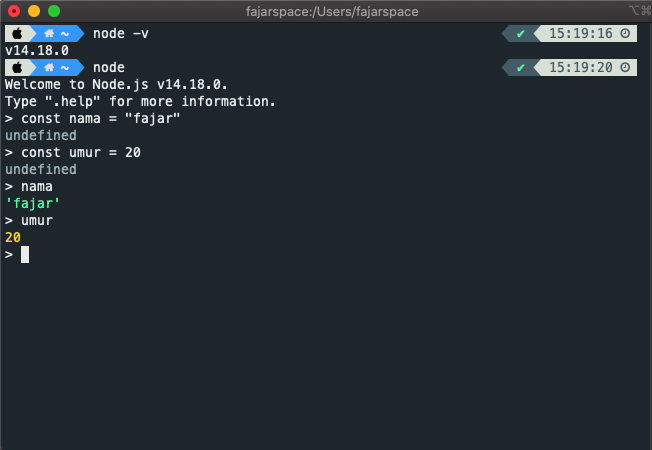 fajarspace:/Users/fajarspace ⌥⌘
~ node -v ✔ 15:19:16
v14.18.0
~ node ✔ 15:19:20
Welcome to Node.js v14.18.0.
Type ".help" for more information.
> const nama = "fajar"
undefined
> const umur = 20
undefined
> nama
'fajar'
> umur
20
>